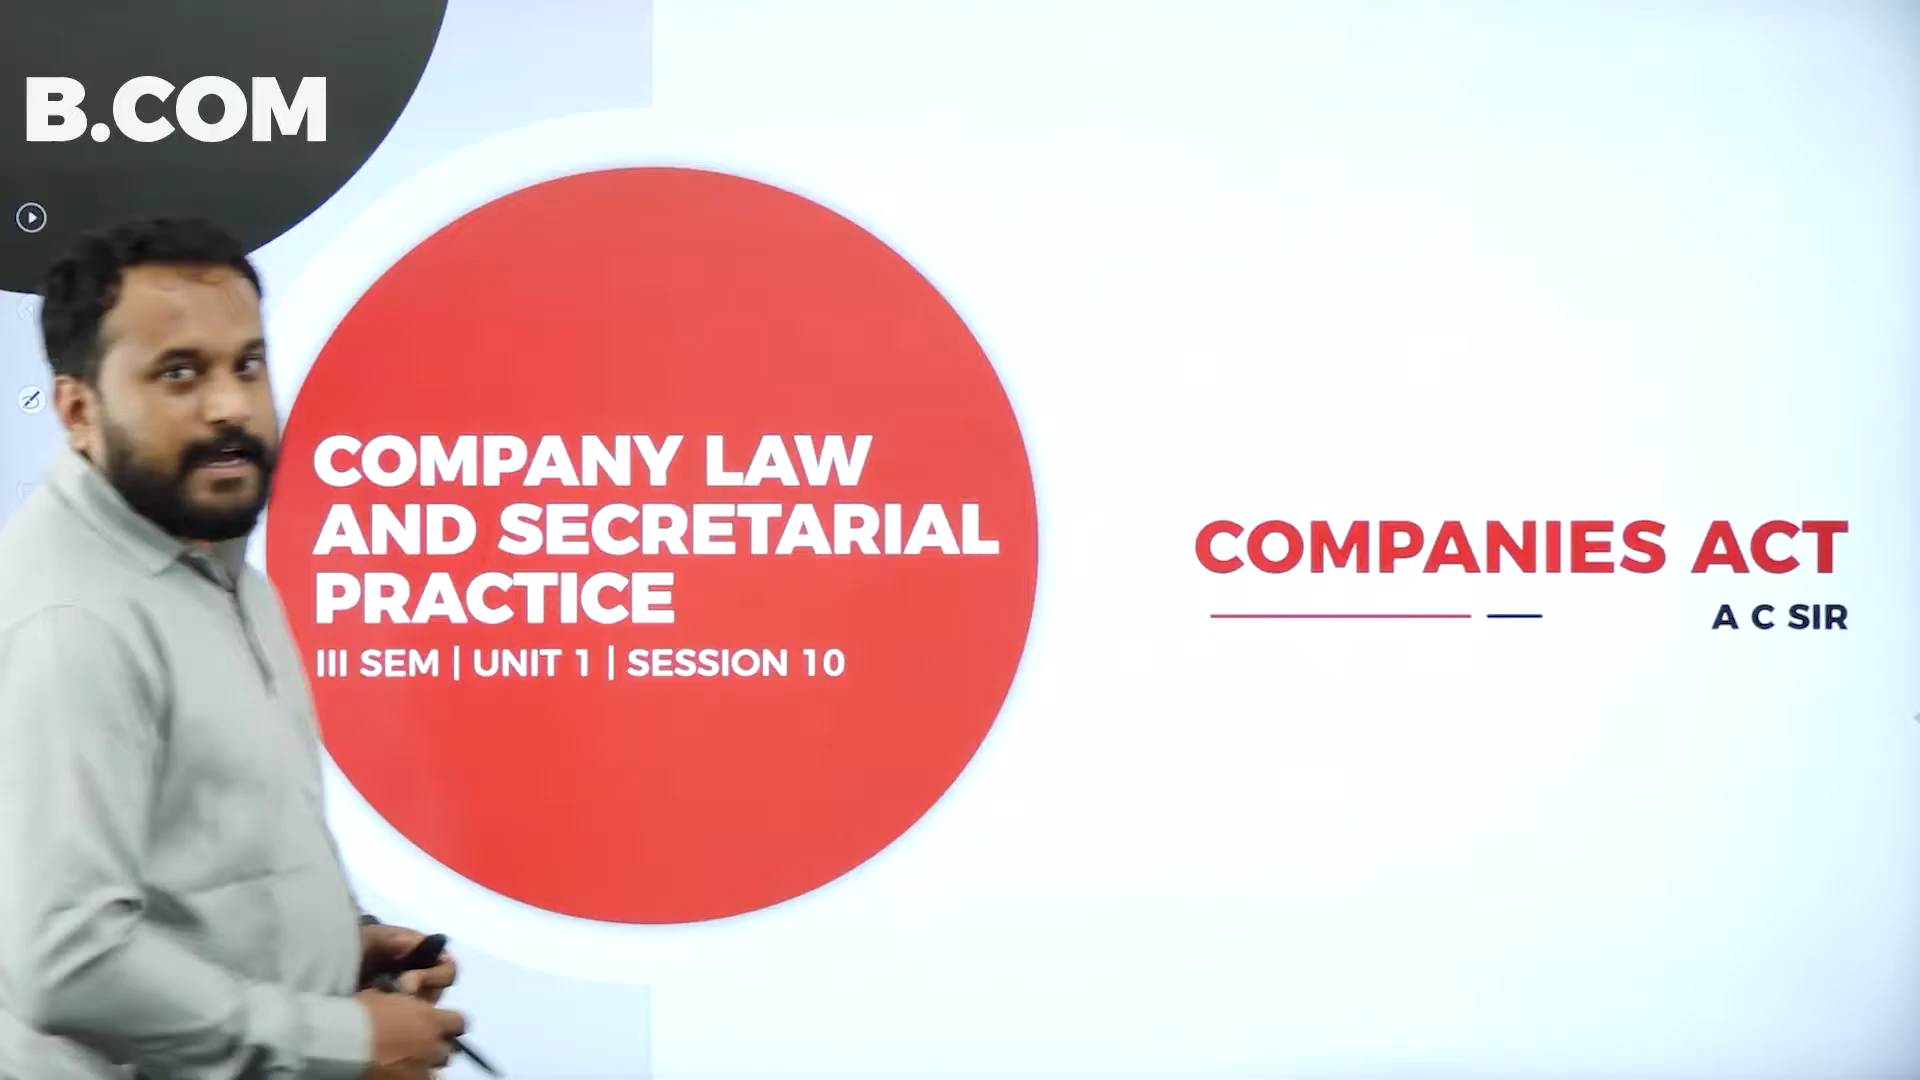 B.COM
COMPANY LAW
AND SECRETARIAL
PRACTICE
III SEM | UNIT 1 | SESSION 10
COMPANIES ACT
A C SIR